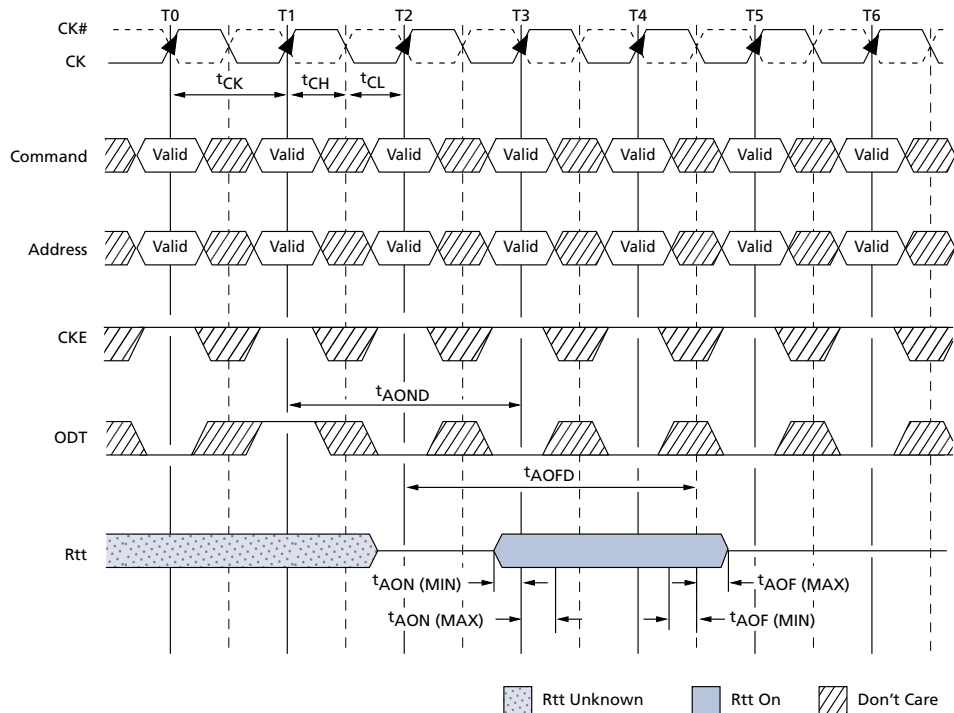 T0 T1 T2 T3 T4 T5 T6
CK#
CK
tCK tCH tCL
Command Valid Valid Valid Valid Valid Valid Valid
Address Valid Valid Valid Valid Valid Valid Valid
CKE
tAOND
ODT
tAOFD
Rtt
tAON (MIN) tAOF (MAX)
tAON (MAX) tAOF (MIN)
Rtt Unknown Rtt On Don't Care